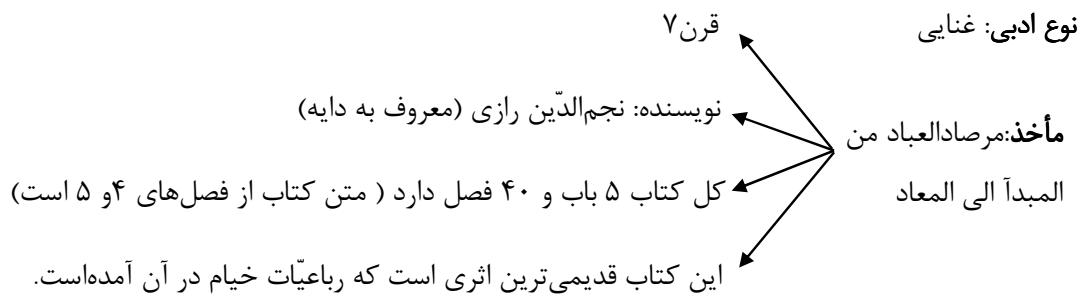 نوع ادبی: غنایی
قرن۷
نویسنده: نجم‌الدّین رازی (معروف به دایه)
مأخذ:مرصادالعباد من
المبدآ الی المعاد
کل کتاب ۵ باب و ۴۰ فصل دارد ( متن کتاب از فصل‌های ۴و ۵ است)
این کتاب قدیمی‌ترین اثری است که رباعیّات خیام در آن آمده‌است.